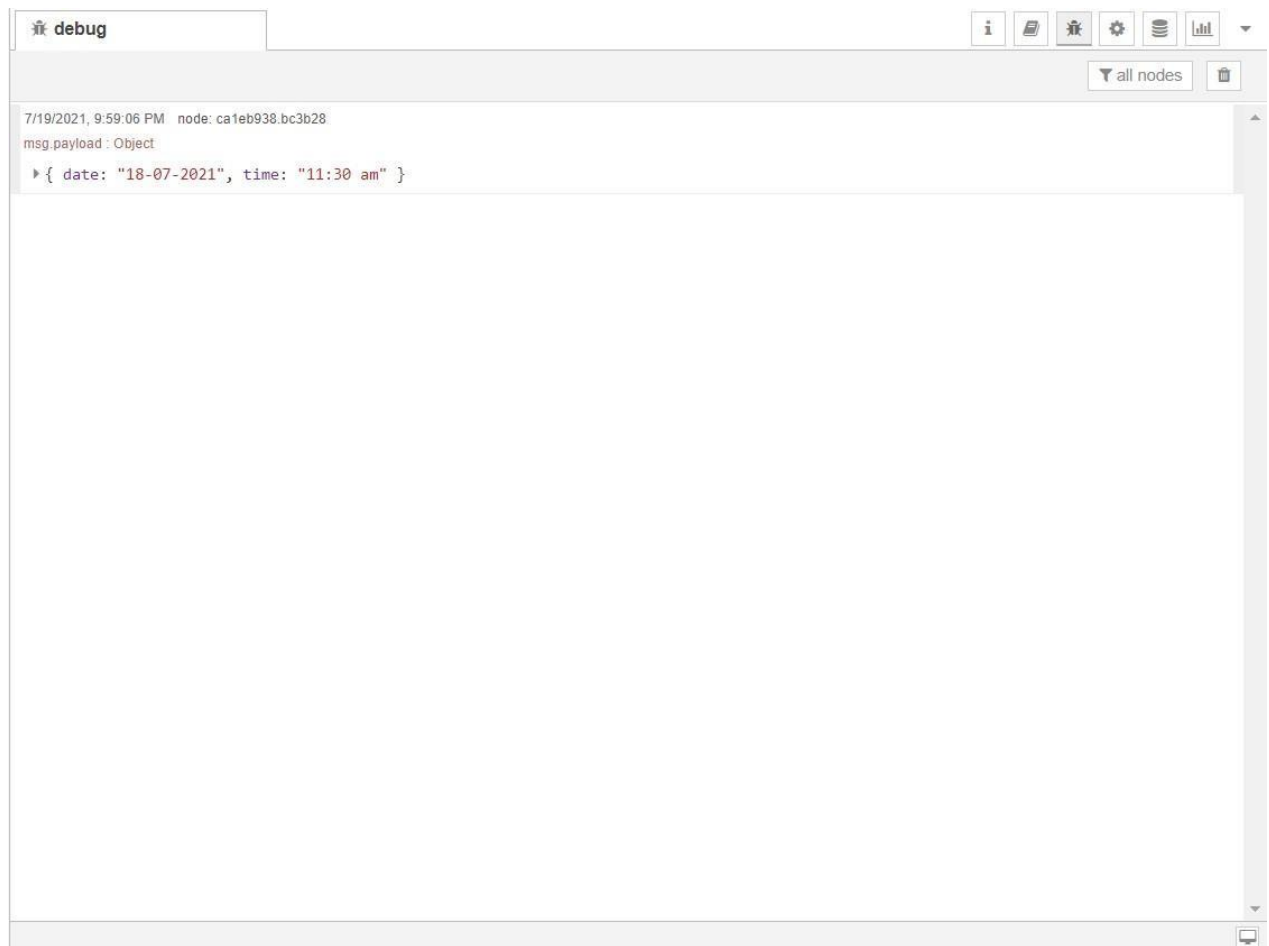 debug
i
all nodes
7/19/2021, 9:59:06 PM node: ca1eb938.bc3b28
msg.payload : Object
{ date: "18-07-2021", time: "11:30 am" }